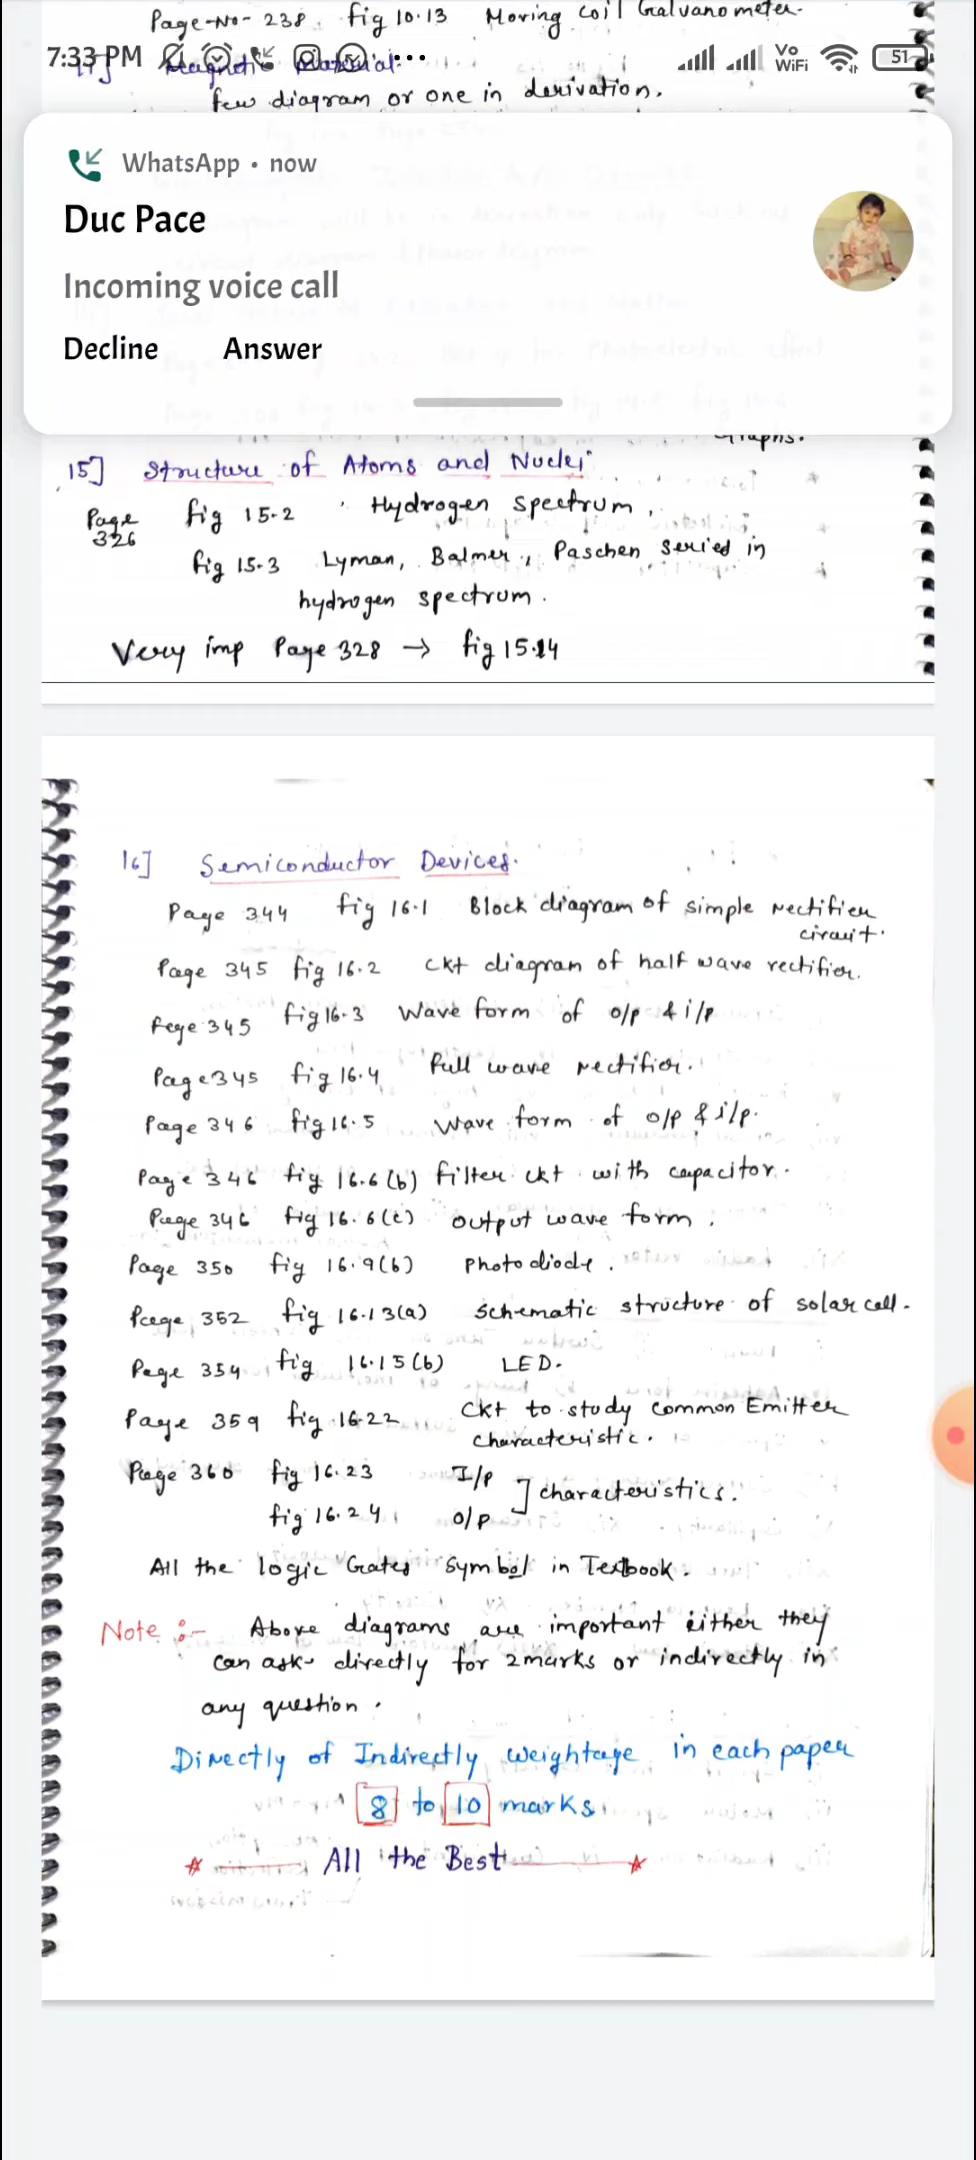 Page-No- 238. fig 10.13 Moving coil Galvanometer.
7:33 PM Vo WiFi 51
11] Magnetic Material:
few diagram or one in derivation.
WhatsApp • now
Duc Pace
Incoming voice call
Decline Answer
Graphs.
15] Structure of Atoms and Nuclei
Page 326 fig 15.2 Hydrogen spectrum,
fig 15.3 Lyman, Balmer, Paschen seried in
hydrogen spectrum.
Very imp Page 328 → fig 15.14
16] Semiconductor Devices.
Page 344 fig 16.1 Block diagram of simple rectifier
circuit.
Page 345 fig 16.2 ckt diagram of half wave rectifier.
Page 345 fig 16.3 Wave form of o/p & i/p
Page 345 fig 16.4 full wave rectifier.
Page 346 fig 16.5 wave form of o/p & i/p.
Page 346 fig 16.6(b) filter ckt with capacitor.
Page 346 fig 16.6(c) output wave form.
Page 350 fig 16.9(b) Photodiode.
Page 352 fig 16.13(a) schematic structure of solar cell.
Page 354 fig 16.15(b) LED.
Page 359 fig 16.22 Ckt to study common Emitter
characteristic.
Page 360 fig 16.23 I/p ] characteristics.
fig 16.24 o/p
All the logic Gates symbol in Textbook.
Note :- Above diagrams are important either they
can ask directly for 2marks or indirectly in
any question.
Directly of Indirectly weightage in each paper
8 to 10 marks
* All the Best *